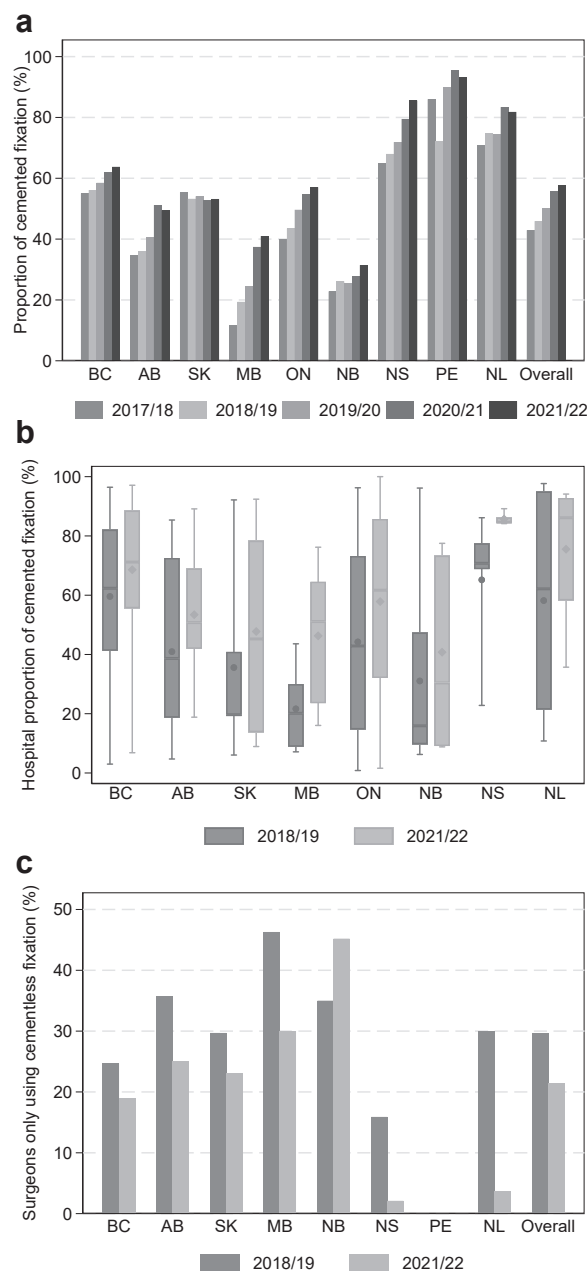 a
Proportion of cemented fixation (%)
100
80
60
40
20
0
BC AB SK MB ON NB NS PE NL Overall
2017/18 2018/19 2019/20 2020/21 2021/22
b
Hospital proportion of cemented fixation (%)
100
80
60
40
20
0
BC AB SK MB ON NB NS NL
2018/19 2021/22
c
Surgeons only using cementless fixation (%)
50
40
30
20
10
0
BC AB SK MB NB NS PE NL Overall
2018/19 2021/22